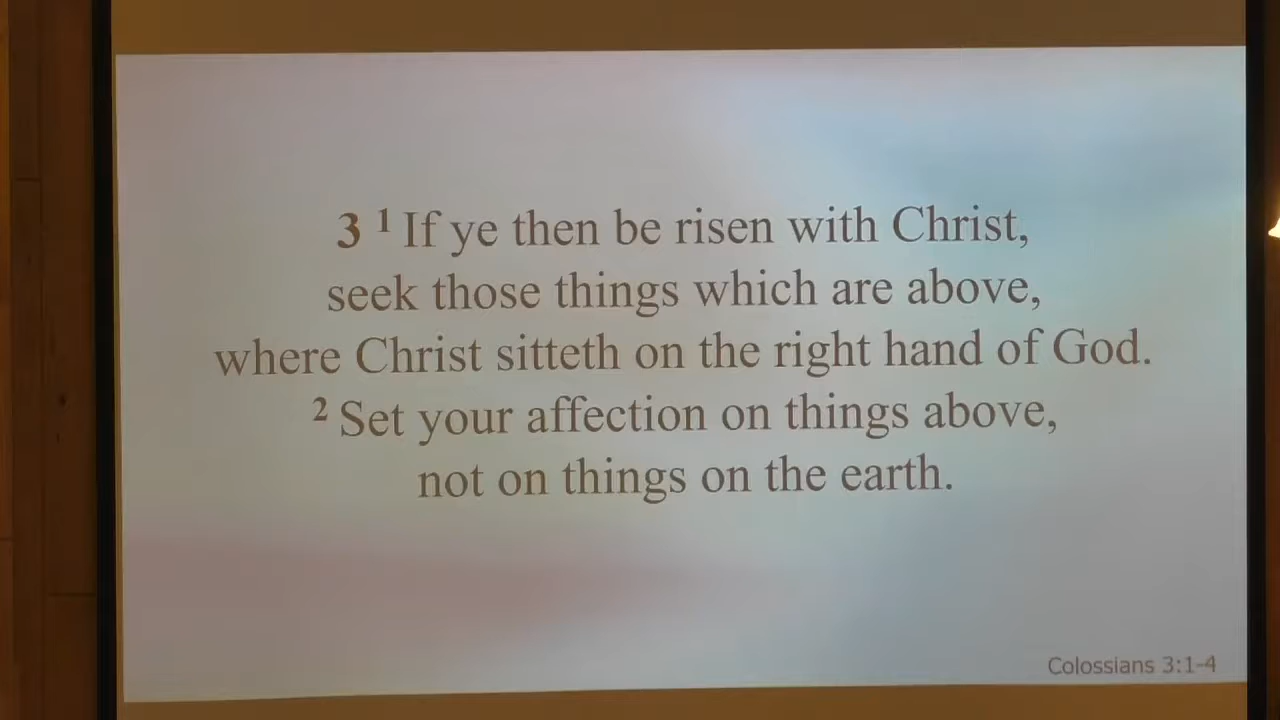 3 1 If ye then be risen with Christ,
seek those things which are above,
where Christ sitteth on the right hand of God.
2 Set your affection on things above,
not on things on the earth.
Colossians 3:1-4